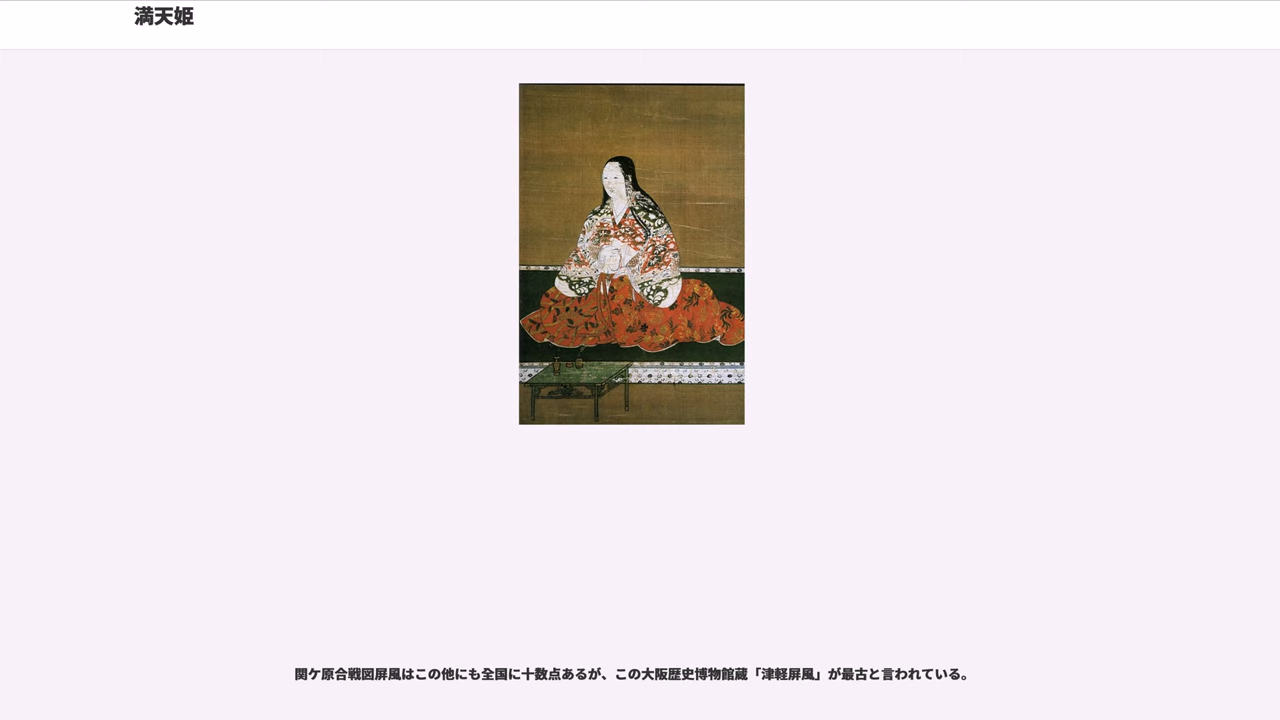 満天姫
関ケ原合戦図屏風はこの他にも全国に十数点あるが、この大阪歴史博物館蔵「津軽屏風」が最古と言われている。